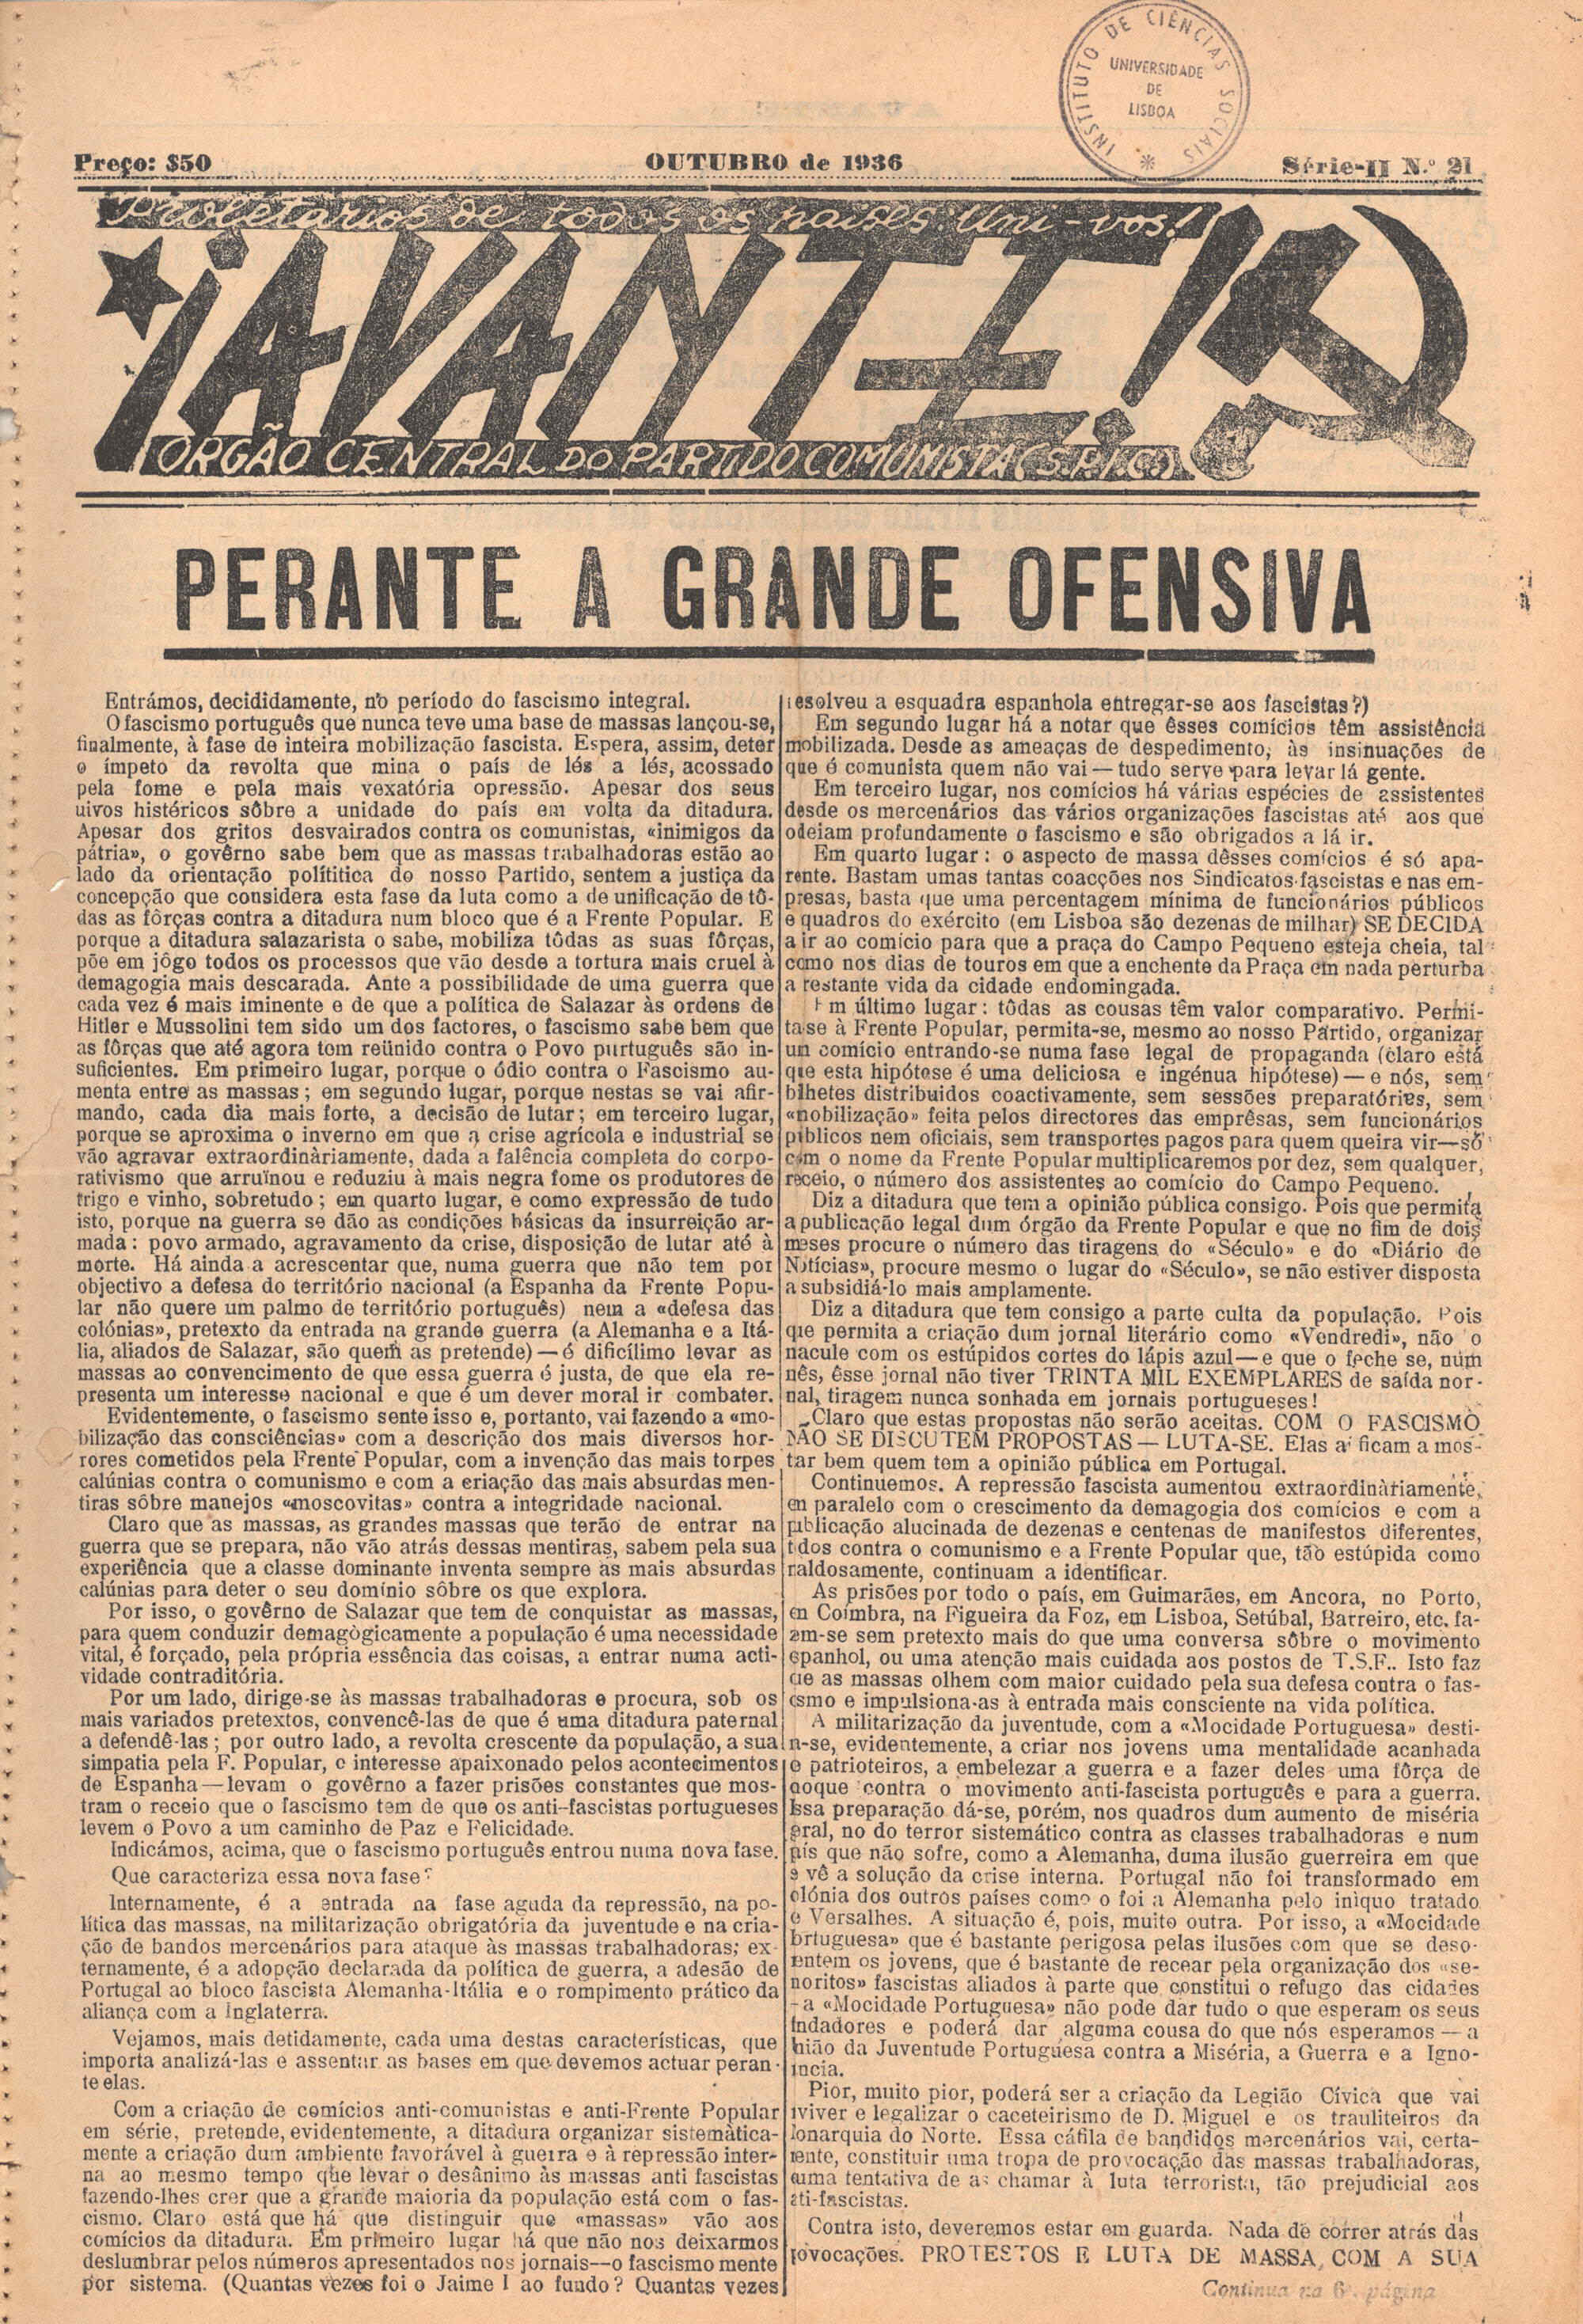 INSTITUTO DE CIÊNCIAS SOCIAIS
UNIVERSIDADE
DE
LISBOA
Preço: $50
OUTUBRO de 1936
Série-II N.º 21
Proletarios de todos os países: Uni-vos!
¡AVANTE!
ORGÃO CENTRAL DO PARTIDO COMUNISTA (S.P.I.C.)
PERANTE A GRANDE OFENSIVA
Entrámos, decididamente, no período do fascismo integral.
O fascismo português que nunca teve uma base de massas lançou-se,
finalmente, à fase de inteira mobilização fascista. Espera, assim, deter
o ímpeto da revolta que mina o país de lés a lés, acossado
pela fome e pela mais vexatória opressão. Apesar dos seus
uivos histéricos sôbre a unidade do país em volta da ditadura.
Apesar dos gritos desvairados contra os comunistas, «inimigos da
pátria», o govêrno sabe bem que as massas trabalhadoras estão ao
lado da orientação polítitica do nosso Partido, sentem a justiça da
concepção que considera esta fase da luta como a de unificação de tô-
das as fôrças contra a ditadura num bloco que é a Frente Popular. E
porque a ditadura salazarista o sabe, mobiliza tôdas as suas fôrças,
põe em jôgo todos os processos que vão desde a tortura mais cruel à
demagogia mais descarada. Ante a possibilidade de uma guerra que
cada vez é mais iminente e de que a política de Salazar às ordens de
Hitler e Mussolini tem sido um dos factores, o fascismo sabe bem que
as fôrças que até agora tem reünido contra o Povo purtuguês são in-
suficientes. Em primeiro lugar, porque o ódio contra o Fascismo au-
menta entre as massas; em segundo lugar, porque nestas se vai afir-
mando, cada dia mais forte, a decisão de lutar; em terceiro lugar,
porque se aproxima o inverno em que a crise agrícola e industrial se
vão agravar extraordinàriamente, dada a falência completa do corpo-
rativismo que arruïnou e reduziu à mais negra fome os produtores de
trigo e vinho, sobretudo; em quarto lugar, e como expressão de tudo
isto, porque na guerra se dão as condições básicas da insurreição ar-
mada: povo armado, agravamento da crise, disposição de lutar até à
morte. Há ainda a acrescentar que, numa guerra que não tem por
objectivo a defesa do território nacional (a Espanha da Frente Popu-
lar não quere um palmo de território português) nem a «defesa das
colónias», pretexto da entrada na grande guerra (a Alemanha e a Itá-
lia, aliados de Salazar, são quem as pretende) — é dificílimo levar as
massas ao convencimento de que essa guerra é justa, de que ela re-
presenta um interesse nacional e que é um dever moral ir combater.
Evidentemente, o fascismo sente isso e, portanto, vai fazendo a «mo-
bilização das consciências» com a descrição dos mais diversos hor-
rores cometidos pela Frente Popular, com a invenção das mais torpes
calúnias contra o comunismo e com a criação das mais absurdas men-
tiras sôbre manejos «moscovitas» contra a integridade nacional.
Claro que as massas, as grandes massas que terão de entrar na
guerra que se prepara, não vão atrás dessas mentiras, sabem pela sua
experiência que a classe dominante inventa sempre as mais absurdas
calúnias para deter o seu domínio sôbre os que explora.
Por isso, o govêrno de Salazar que tem de conquistar as massas,
para quem conduzir demagògicamente a população é uma necessidade
vital, é forçado, pela própria essência das coisas, a entrar numa acti-
vidade contraditória.
Por um lado, dirige-se às massas trabalhadoras e procura, sob os
mais variados pretextos, convencê-las de que é uma ditadura paternal
a defendê-las; por outro lado, a revolta crescente da população, a sua
simpatia pela F. Popular, o interesse apaixonado pelos acontecimentos
de Espanha — levam o govêrno a fazer prisões constantes que mos-
tram o receio que o fascismo tem de que os anti-fascistas portugueses
levem o Povo a um caminho de Paz e Felicidade.
Indicámos, acima, que o fascismo português entrou numa nova fase.
Que caracteriza essa nova fase?
Internamente, é a entrada na fase aguda da repressão, na po-
lítica das massas, na militarização obrigatória da juventude e na cria-
ção de bandos mercenários para ataque às massas trabalhadoras; ex-
ternamente, é a adopção declarada da política de guerra, a adesão de
Portugal ao bloco fascista Alemanha-Itália e o rompimento prático da
aliança com a Inglaterra.
Vejamos, mais detidamente, cada uma destas características, que
importa analizá-las e assentar as bases em que devemos actuar peran-
te elas.
Com a criação de comícios anti-comunistas e anti-Frente Popular
em série, pretende, evidentemente, a ditadura organizar sistemàtica-
mente a criação dum ambiente favorável à guerra e à repressão inter-
na ao mesmo tempo que levar o desânimo às massas anti fascistas
fazendo-lhes crer que a grande maioria da população está com o fas-
cismo. Claro está que há que distinguir que «massas» vão aos
comícios da ditadura. Em primeiro lugar há que não nos deixarmos
deslumbrar pelos números apresentados nos jornais—o fascismo mente
por sistema. (Quantas vezes foi o Jaime I ao fundo? Quantas vezes
resolveu a esquadra espanhola entregar-se aos fascistas?)
Em segundo lugar há a notar que êsses comícios têm assistência
mobilizada. Desde as ameaças de despedimento, às insinuações de
que é comunista quem não vai — tudo serve para levar lá gente.
Em terceiro lugar, nos comícios há várias espécies de assistentes
desde os mercenários das vários organizações fascistas até aos que
odeiam profundamente o fascismo e são obrigados a lá ir.
Em quarto lugar: o aspecto de massa dêsses comícios é só apa-
rente. Bastam umas tantas coacções nos Sindicatos fascistas e nas em-
presas, basta que uma percentagem mínima de funcionários públicos
e quadros do exército (em Lisboa são dezenas de milhar) SE DECIDA
a ir ao comício para que a praça do Campo Pequeno esteja cheia, tal
como nos dias de touros em que a enchente da Praça em nada perturba
a restante vida da cidade endomingada.
Em último lugar: tôdas as cousas têm valor comparativo. Permi-
ta-se à Frente Popular, permita-se, mesmo ao nosso Partido, organizar
un comício entrando-se numa fase legal de propaganda (claro está
que esta hipótese é uma deliciosa e ingénua hipótese) — e nós, sem
bilhetes distribuidos coactivamente, sem sessões preparatórias, sem
«mobilização» feita pelos directores das emprêsas, sem funcionários
públicos nem oficiais, sem transportes pagos para quem queira vir—só
com o nome da Frente Popular multiplicaremos por dez, sem qualquer,
receio, o número dos assistentes ao comício do Campo Pequeno.
Diz a ditadura que tem a opinião pública consigo. Pois que permita
a publicação legal dum órgão da Frente Popular e que no fim de dois
meses procure o número das tiragens do «Século» e do «Diário de
Notícias», procure mesmo o lugar do «Século», se não estiver disposta
a subsidiá-lo mais amplamente.
Diz a ditadura que tem consigo a parte culta da população. Pois
que permita a criação dum jornal literário como «Vendredi», não o
macule com os estúpidos cortes do lápis azul—e que o feche se, num
mês, êsse jornal não tiver TRINTA MIL EXEMPLARES de saída nor-
mal, tiragem nunca sonhada em jornais portugueses!
Claro que estas propostas não serão aceitas. COM O FASCISMO
NÃO SE DISCUTEM PROPOSTAS — LUTA-SE. Elas aí ficam a mos-
tar bem quem tem a opinião pública em Portugal.
Continuemos. A repressão fascista aumentou extraordinàriamente,
en paralelo com o crescimento da demagogia dos comícios e com a
publicação alucinada de dezenas e centenas de manifestos diferentes,
todos contra o comunismo e a Frente Popular que, tão estúpida como
maldosamente, continuam a identificar.
As prisões por todo o país, em Guimarães, em Ancora, no Porto,
en Coimbra, na Figueira da Foz, em Lisboa, Setúbal, Barreiro, etc. fa-
zem-se sem pretexto mais do que uma conversa sôbre o movimento
espanhol, ou uma atenção mais cuidada aos postos de T.S.F.. Isto faz
que as massas olhem com maior cuidado pela sua defesa contra o fas-
cismo e impulsiona-as à entrada mais consciente na vida política.
A militarização da juventude, com a «Mocidade Portuguesa» desti-
na-se, evidentemente, a criar nos jovens uma mentalidade acanhada
e patrioteiros, a embelezar a guerra e a fazer deles uma fôrça de
choque contra o movimento anti-fascista português e para a guerra.
Essa preparação dá-se, porém, nos quadros dum aumento de miséria
geral, no do terror sistemático contra as classes trabalhadoras e num
país que não sofre, como a Alemanha, duma ilusão guerreira em que
se vê a solução da crise interna. Portugal não foi transformado em
colónia dos outros países como o foi a Alemanha pelo iniquo tratado
de Versalhes. A situação é, pois, muito outra. Por isso, a «Mocidade
Portuguesa» que é bastante perigosa pelas ilusões com que se deso-
rientem os jovens, que é bastante de recear pela organização dos «se-
noritos» fascistas aliados à parte que constitui o refugo das cidades
— a «Mocidade Portuguesa» não pode dar tudo o que esperam os seus
fundadores e poderá dar alguma cousa do que nós esperamos — a
União da Juventude Portuguesa contra a Miséria, a Guerra e a Igno-
rância.
Pior, muito pior, poderá ser a criação da Legião Cívica que vai
reviver e legalizar o caceteirismo de D. Miguel e os trauliteiros da
Monarquia do Norte. Essa cáfila de bandidos mercenários vai, certa-
mente, constituir uma tropa de provocação das massas trabalhadoras,
numa tentativa de as chamar à luta terrorista, tão prejudicial aos
anti-fascistas.
Contra isto, deveremos estar em guarda. Nada de correr atrás das
provocações. PROTESTOS E LUTA DE MASSA, COM A SUA
Continua na 6ª. página